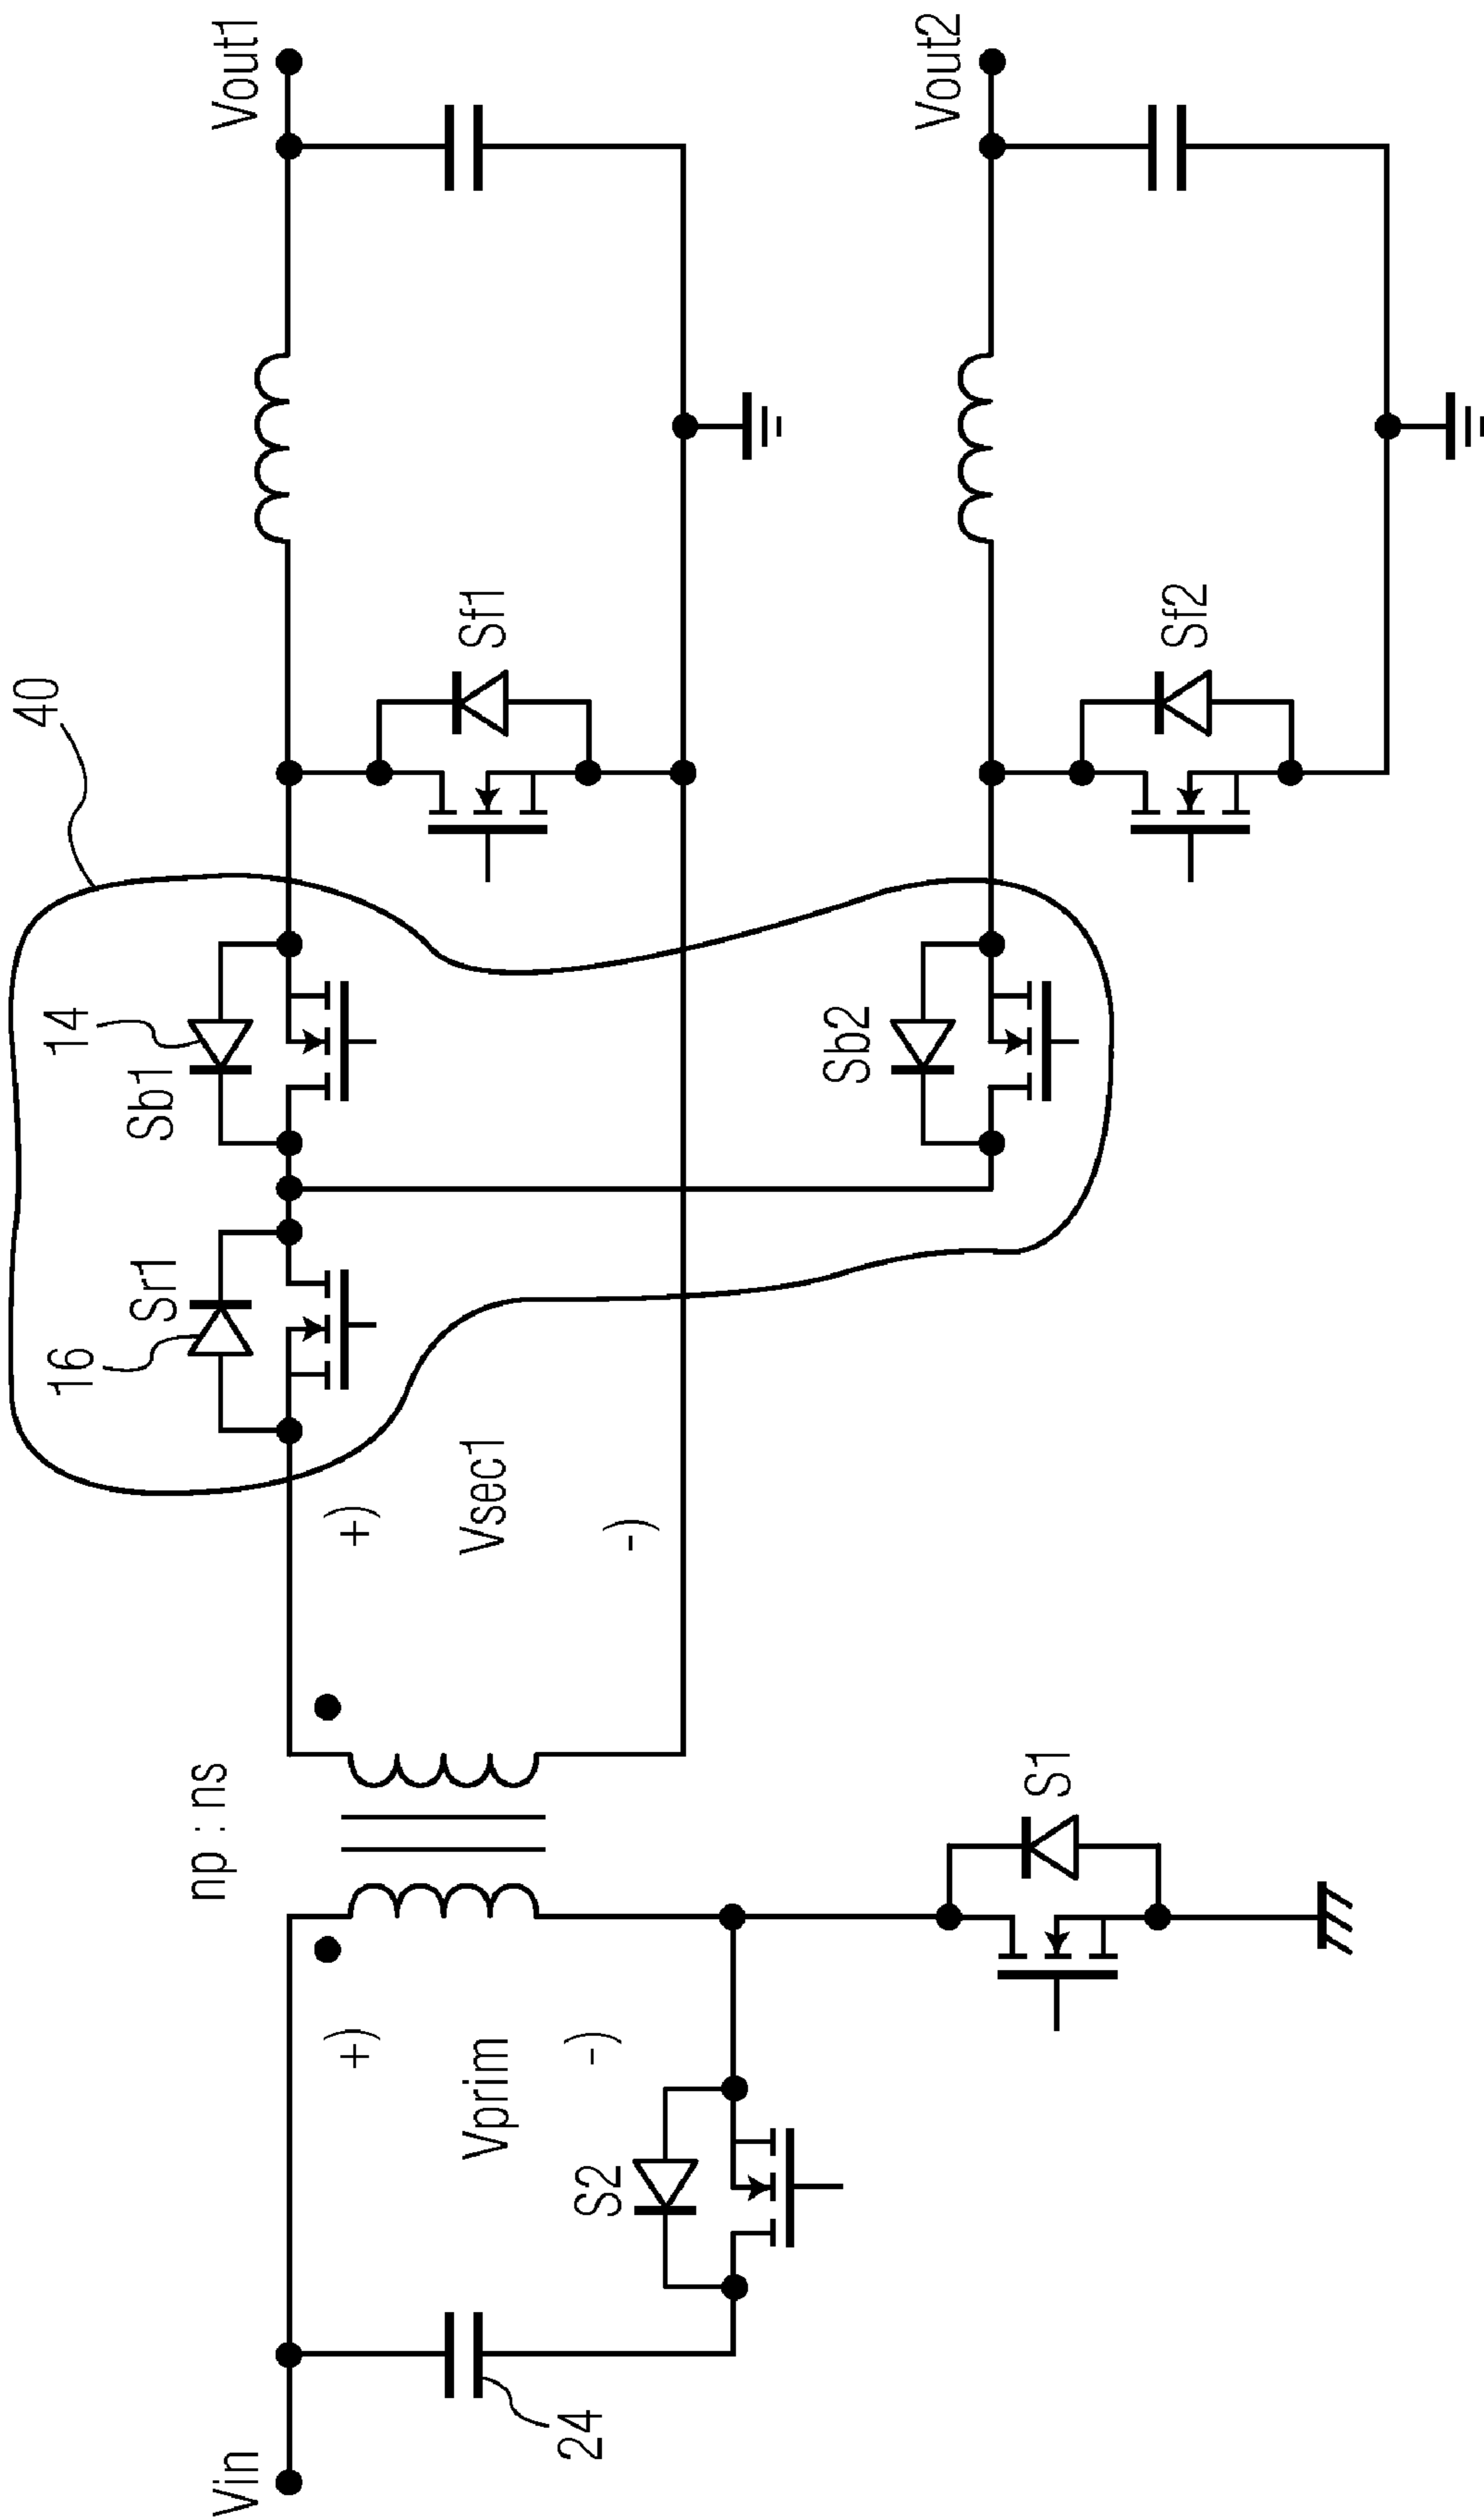 Vin
24
S2
Vprim
+)
-)
np:ns
S1
+)
Vsec1
-)
16
Sr1
Sb1
14
40
Sb2
Sf1
Sf2
Vout1
Vout2